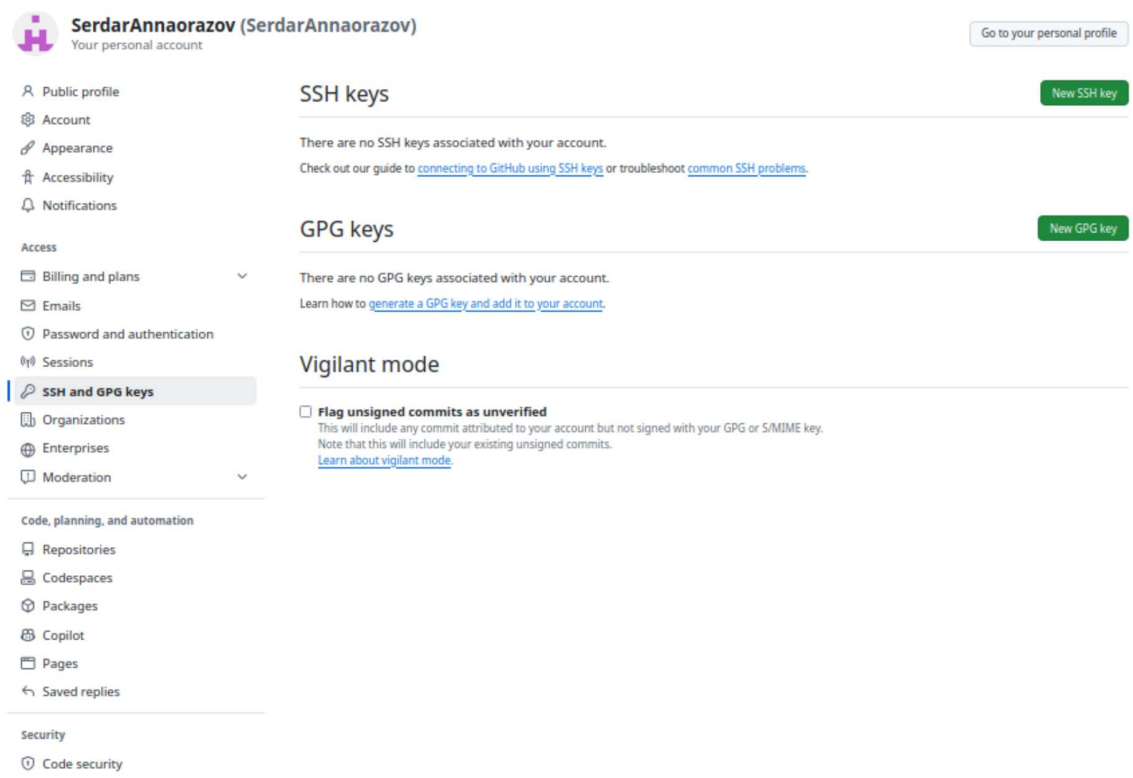 SerdarAnnaorazov (SerdarAnnaorazov)
Your personal account
Go to your personal profile
Public profile
Account
Appearance
Accessibility
Notifications
Access
Billing and plans
Emails
Password and authentication
Sessions
SSH and GPG keys
Organizations
Enterprises
Moderation
Code, planning, and automation
Repositories
Codespaces
Packages
Copilot
Pages
Saved replies
Security
Code security
SSH keys
New SSH key
There are no SSH keys associated with your account.
Check out our guide to connecting to GitHub using SSH keys or troubleshoot common SSH problems.
GPG keys
New GPG key
There are no GPG keys associated with your account.
Learn how to generate a GPG key and add it to your account.
Vigilant mode
Flag unsigned commits as unverified
This will include any commit attributed to your account but not signed with your GPG or S/MIME key.
Note that this will include your existing unsigned commits.
Learn about vigilant mode.